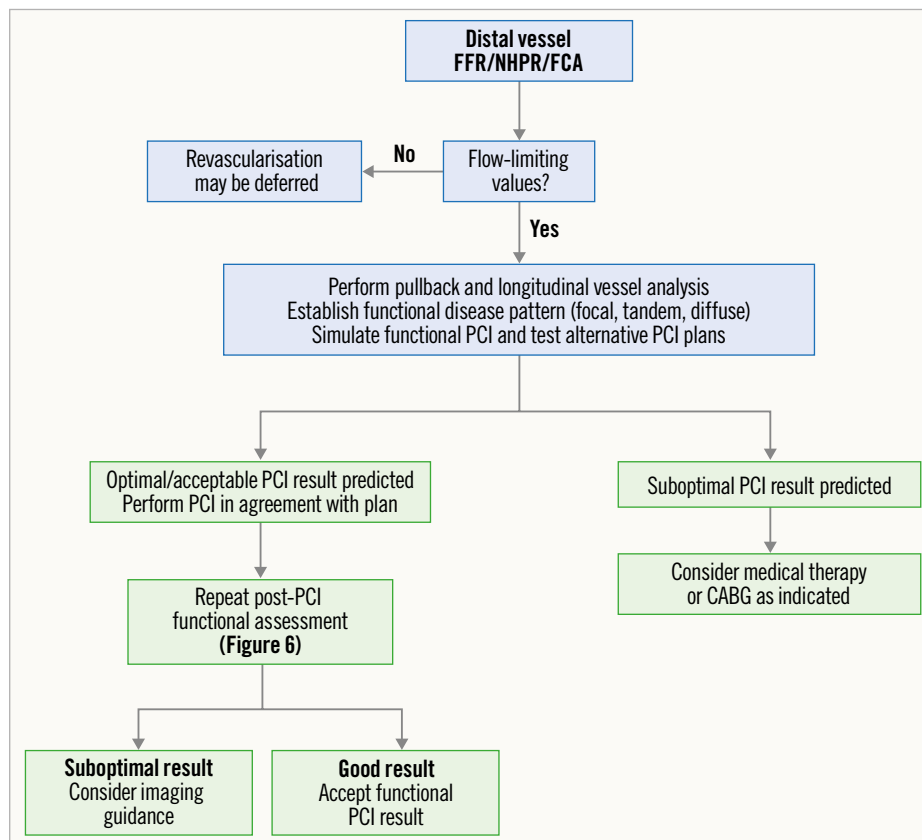 Distal vessel
FFR/NHPR/FCA
No
Revascularisation
may be deferred
Flow-limiting
values?
Yes
Perform pullback and longitudinal vessel analysis
Establish functional disease pattern (focal, tandem, diffuse)
Simulate functional PCI and test alternative PCI plans
Optimal/acceptable PCI result predicted
Perform PCI in agreement with plan
Suboptimal PCI result predicted
Repeat post-PCI
functional assessment
(Figure 6)
Consider medical therapy
or CABG as indicated
Suboptimal result
Consider imaging
guidance
Good result
Accept functional
PCI result